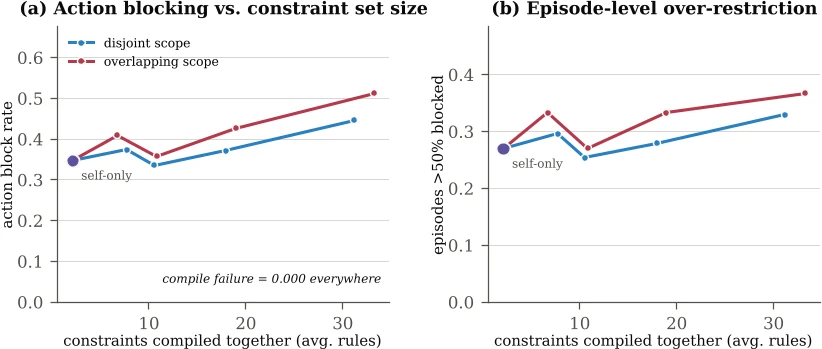 (a) Action blocking vs. constraint set size
disjoint scope
overlapping scope
action block rate
0.6
0.5
0.4
0.3
0.2
0.1
0.0
self-only
compile failure = 0.000 everywhere
10
20
30
constraints compiled together (avg. rules)
(b) Episode-level over-restriction
episodes >50% blocked
0.4
0.3
0.2
0.1
0.0
self-only
10
20
30
constraints compiled together (avg. rules)